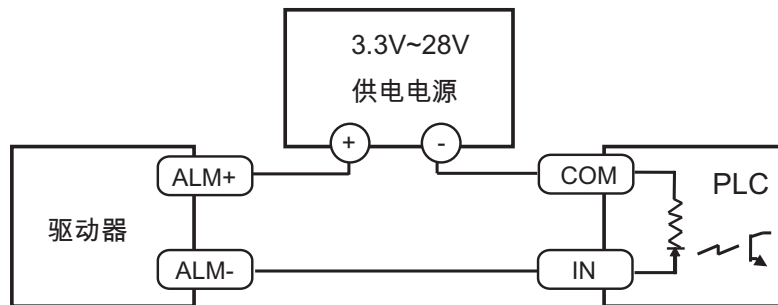 3.3V~28V
供电电源
+
-
ALM+
COM
PLC
驱动器
ALM-
IN